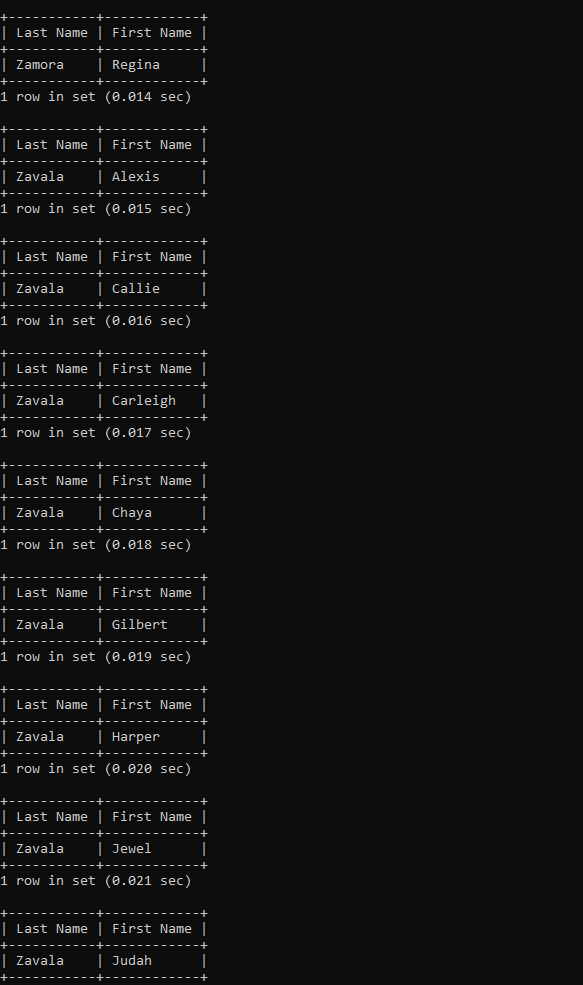 +-----------+------------+
| Last Name | First Name |
+-----------+------------+
| Zamora    | Regina     |
+-----------+------------+
1 row in set (0.014 sec)

+-----------+------------+
| Last Name | First Name |
+-----------+------------+
| Zavala    | Alexis     |
+-----------+------------+
1 row in set (0.015 sec)

+-----------+------------+
| Last Name | First Name |
+-----------+------------+
| Zavala    | Callie     |
+-----------+------------+
1 row in set (0.016 sec)

+-----------+------------+
| Last Name | First Name |
+-----------+------------+
| Zavala    | Carleigh   |
+-----------+------------+
1 row in set (0.017 sec)

+-----------+------------+
| Last Name | First Name |
+-----------+------------+
| Zavala    | Chaya      |
+-----------+------------+
1 row in set (0.018 sec)

+-----------+------------+
| Last Name | First Name |
+-----------+------------+
| Zavala    | Gilbert    |
+-----------+------------+
1 row in set (0.019 sec)

+-----------+------------+
| Last Name | First Name |
+-----------+------------+
| Zavala    | Harper     |
+-----------+------------+
1 row in set (0.020 sec)

+-----------+------------+
| Last Name | First Name |
+-----------+------------+
| Zavala    | Jewel      |
+-----------+------------+
1 row in set (0.021 sec)

+-----------+------------+
| Last Name | First Name |
+-----------+------------+
| Zavala    | Judah      |
+-----------+------------+